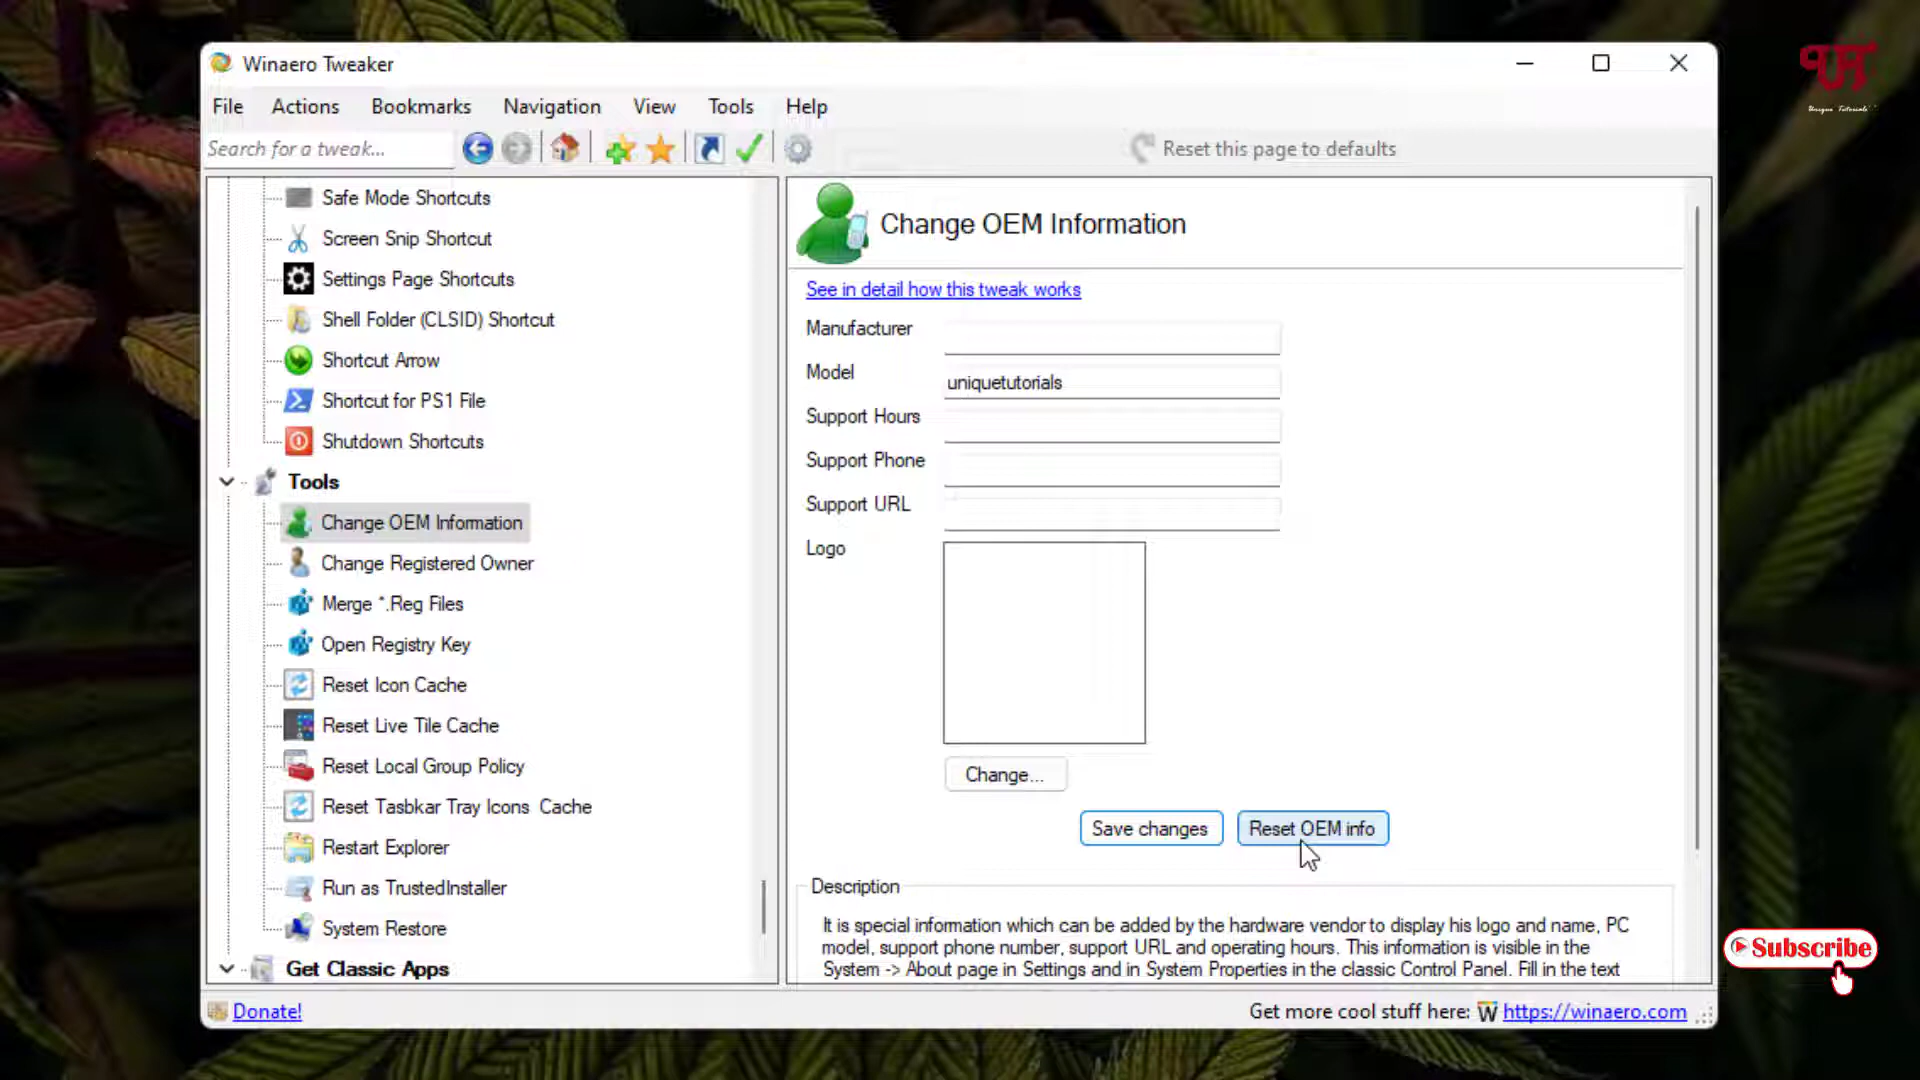 Winaero Tweaker
File Actions Bookmarks Navigation View Tools Help
Search for a tweak...
Reset this page to defaults
Safe Mode Shortcuts
Screen Snip Shortcut
Settings Page Shortcuts
Shell Folder (CLSID) Shortcut
Shortcut Arrow
Shortcut for PS1 File
Shutdown Shortcuts
Tools
Change OEM Information
Change Registered Owner
Merge *.Reg Files
Open Registry Key
Reset Icon Cache
Reset Live Tile Cache
Reset Local Group Policy
Reset Tasbkar Tray Icons Cache
Restart Explorer
Run as TrustedInstaller
System Restore
Get Classic Apps
Change OEM Information
See in detail how this tweak works
Manufacturer
Model uniquetutorials
Support Hours
Support Phone
Support URL
Logo
Change...
Save changes Reset OEM info
Description
It is special information which can be added by the hardware vendor to display his logo and name, PC
model, support phone number, support URL and operating hours. This information is visible in the
System -> About page in Settings and in System Properties in the classic Control Panel. Fill in the text
Donate!
Get more cool stuff here: W https://winaero.com
Unique Tutorials
Subscribe